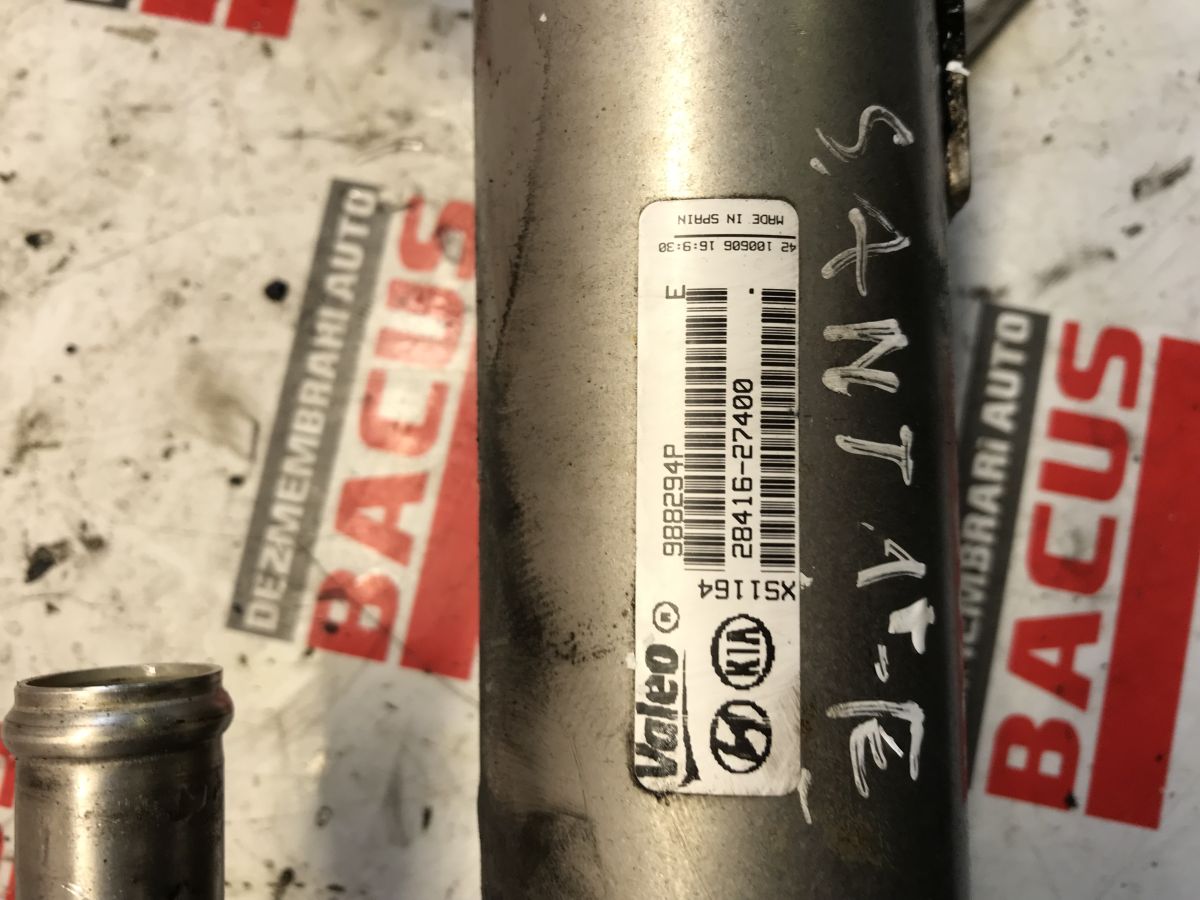 MADE IN SPAIN
42 100606 16:9:30
E
988294P
28416-27400
XS1164
Valeo ®
KIA
SANTA-FE
DEZMEMBRARI AUTO
BACUS
DEZMEMBRARI AUTO
BACUS